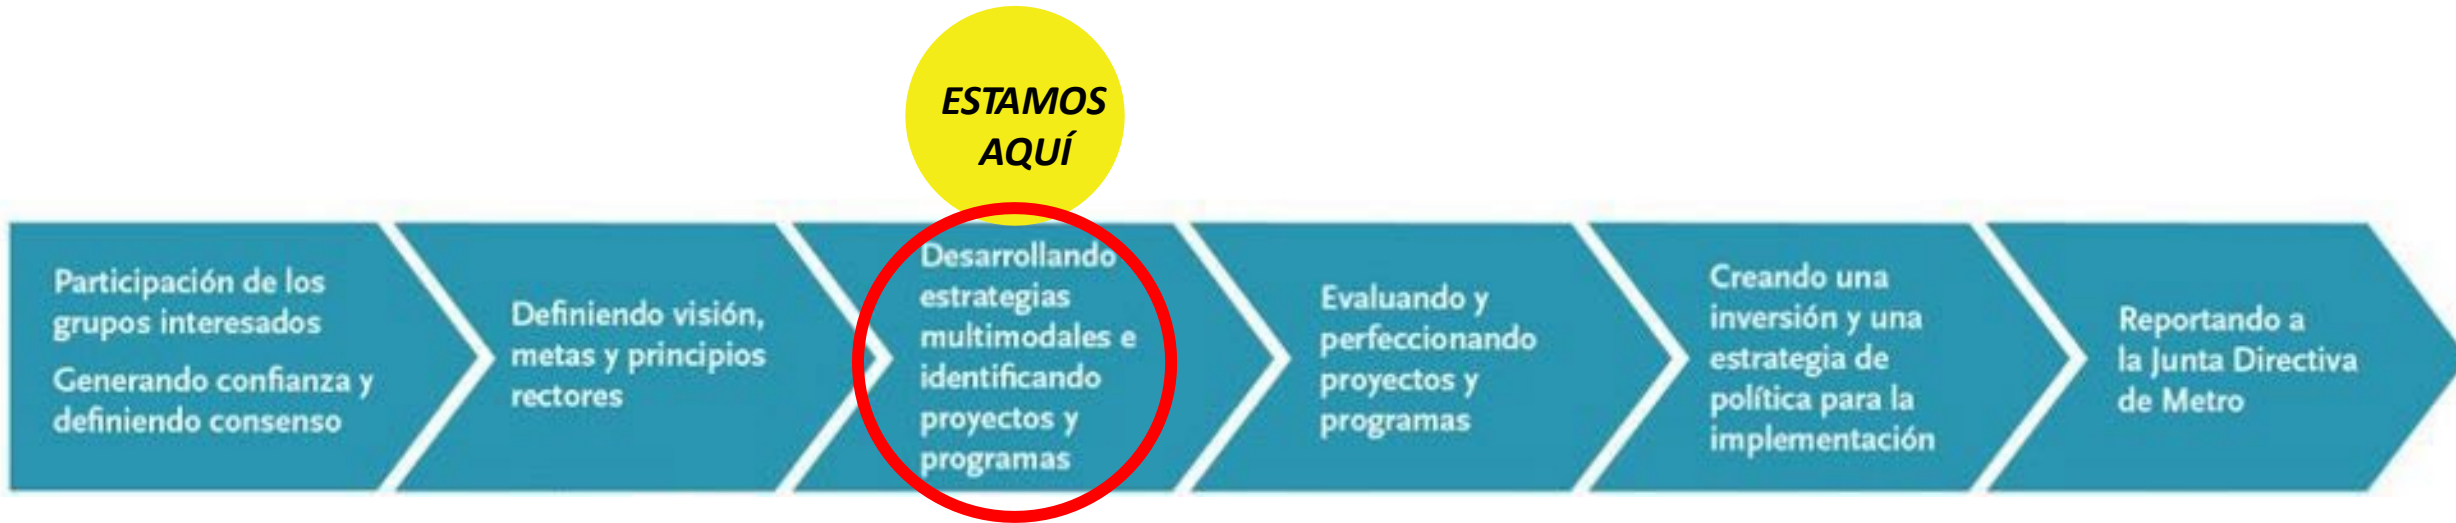 ESTAMOS
AQUÍ
Participación de los
grupos interesados
Generando confianza y
definiendo consenso
Definiendo visión,
metas y principios
rectores
Desarrollando
estrategias
multimodales e
identificando
proyectos y
programas
Evaluando y
perfeccionando
proyectos y
programas
Creando una
inversión y una
estrategia de
política para la
implementación
Reportando a
la Junta Directiva
de Metro